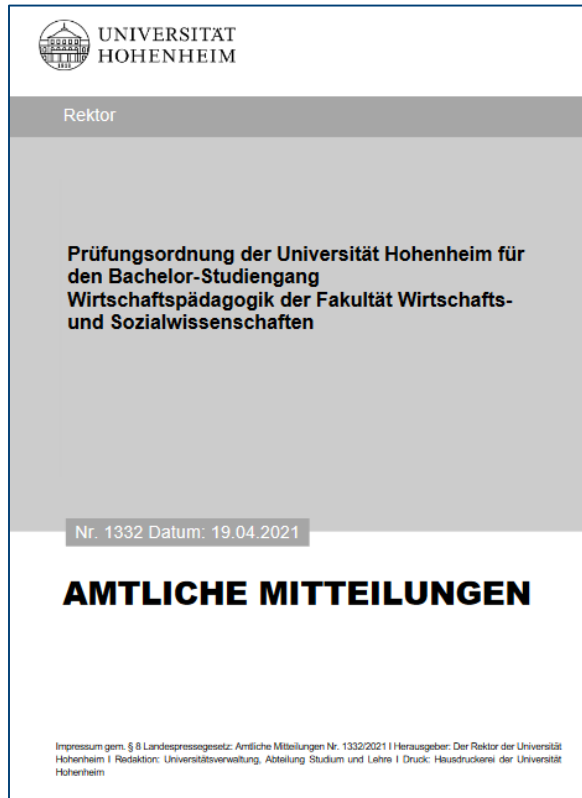 UNIVERSITÄT
HOHENHEIM
Rektor
Prüfungsordnung der Universität Hohenheim für
den Bachelor-Studiengang
Wirtschaftspädagogik der Fakultät Wirtschafts-
und Sozialwissenschaften
Nr. 1332 Datum: 19.04.2021
AMTLICHE MITTEILUNGEN
Impressum gem. § 8 Landespressegesetz: Amtliche Mitteilungen Nr. 1332/2021 I Herausgeber: Der Rektor der Universität
Hohenheim I Redaktion: Universitätsverwaltung, Abteilung Studium und Lehre I Druck: Hausdruckerei der Universität
Hohenheim